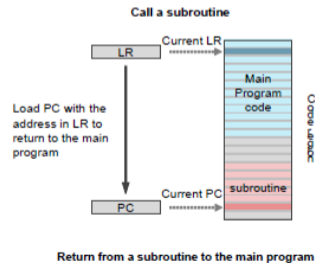 Call a subroutine
Current LR
LR
Main
Program
code
Load PC with the
address in LR to
return to the main
program
subroutine
Current PC
PC
Return from a subroutine to the main program